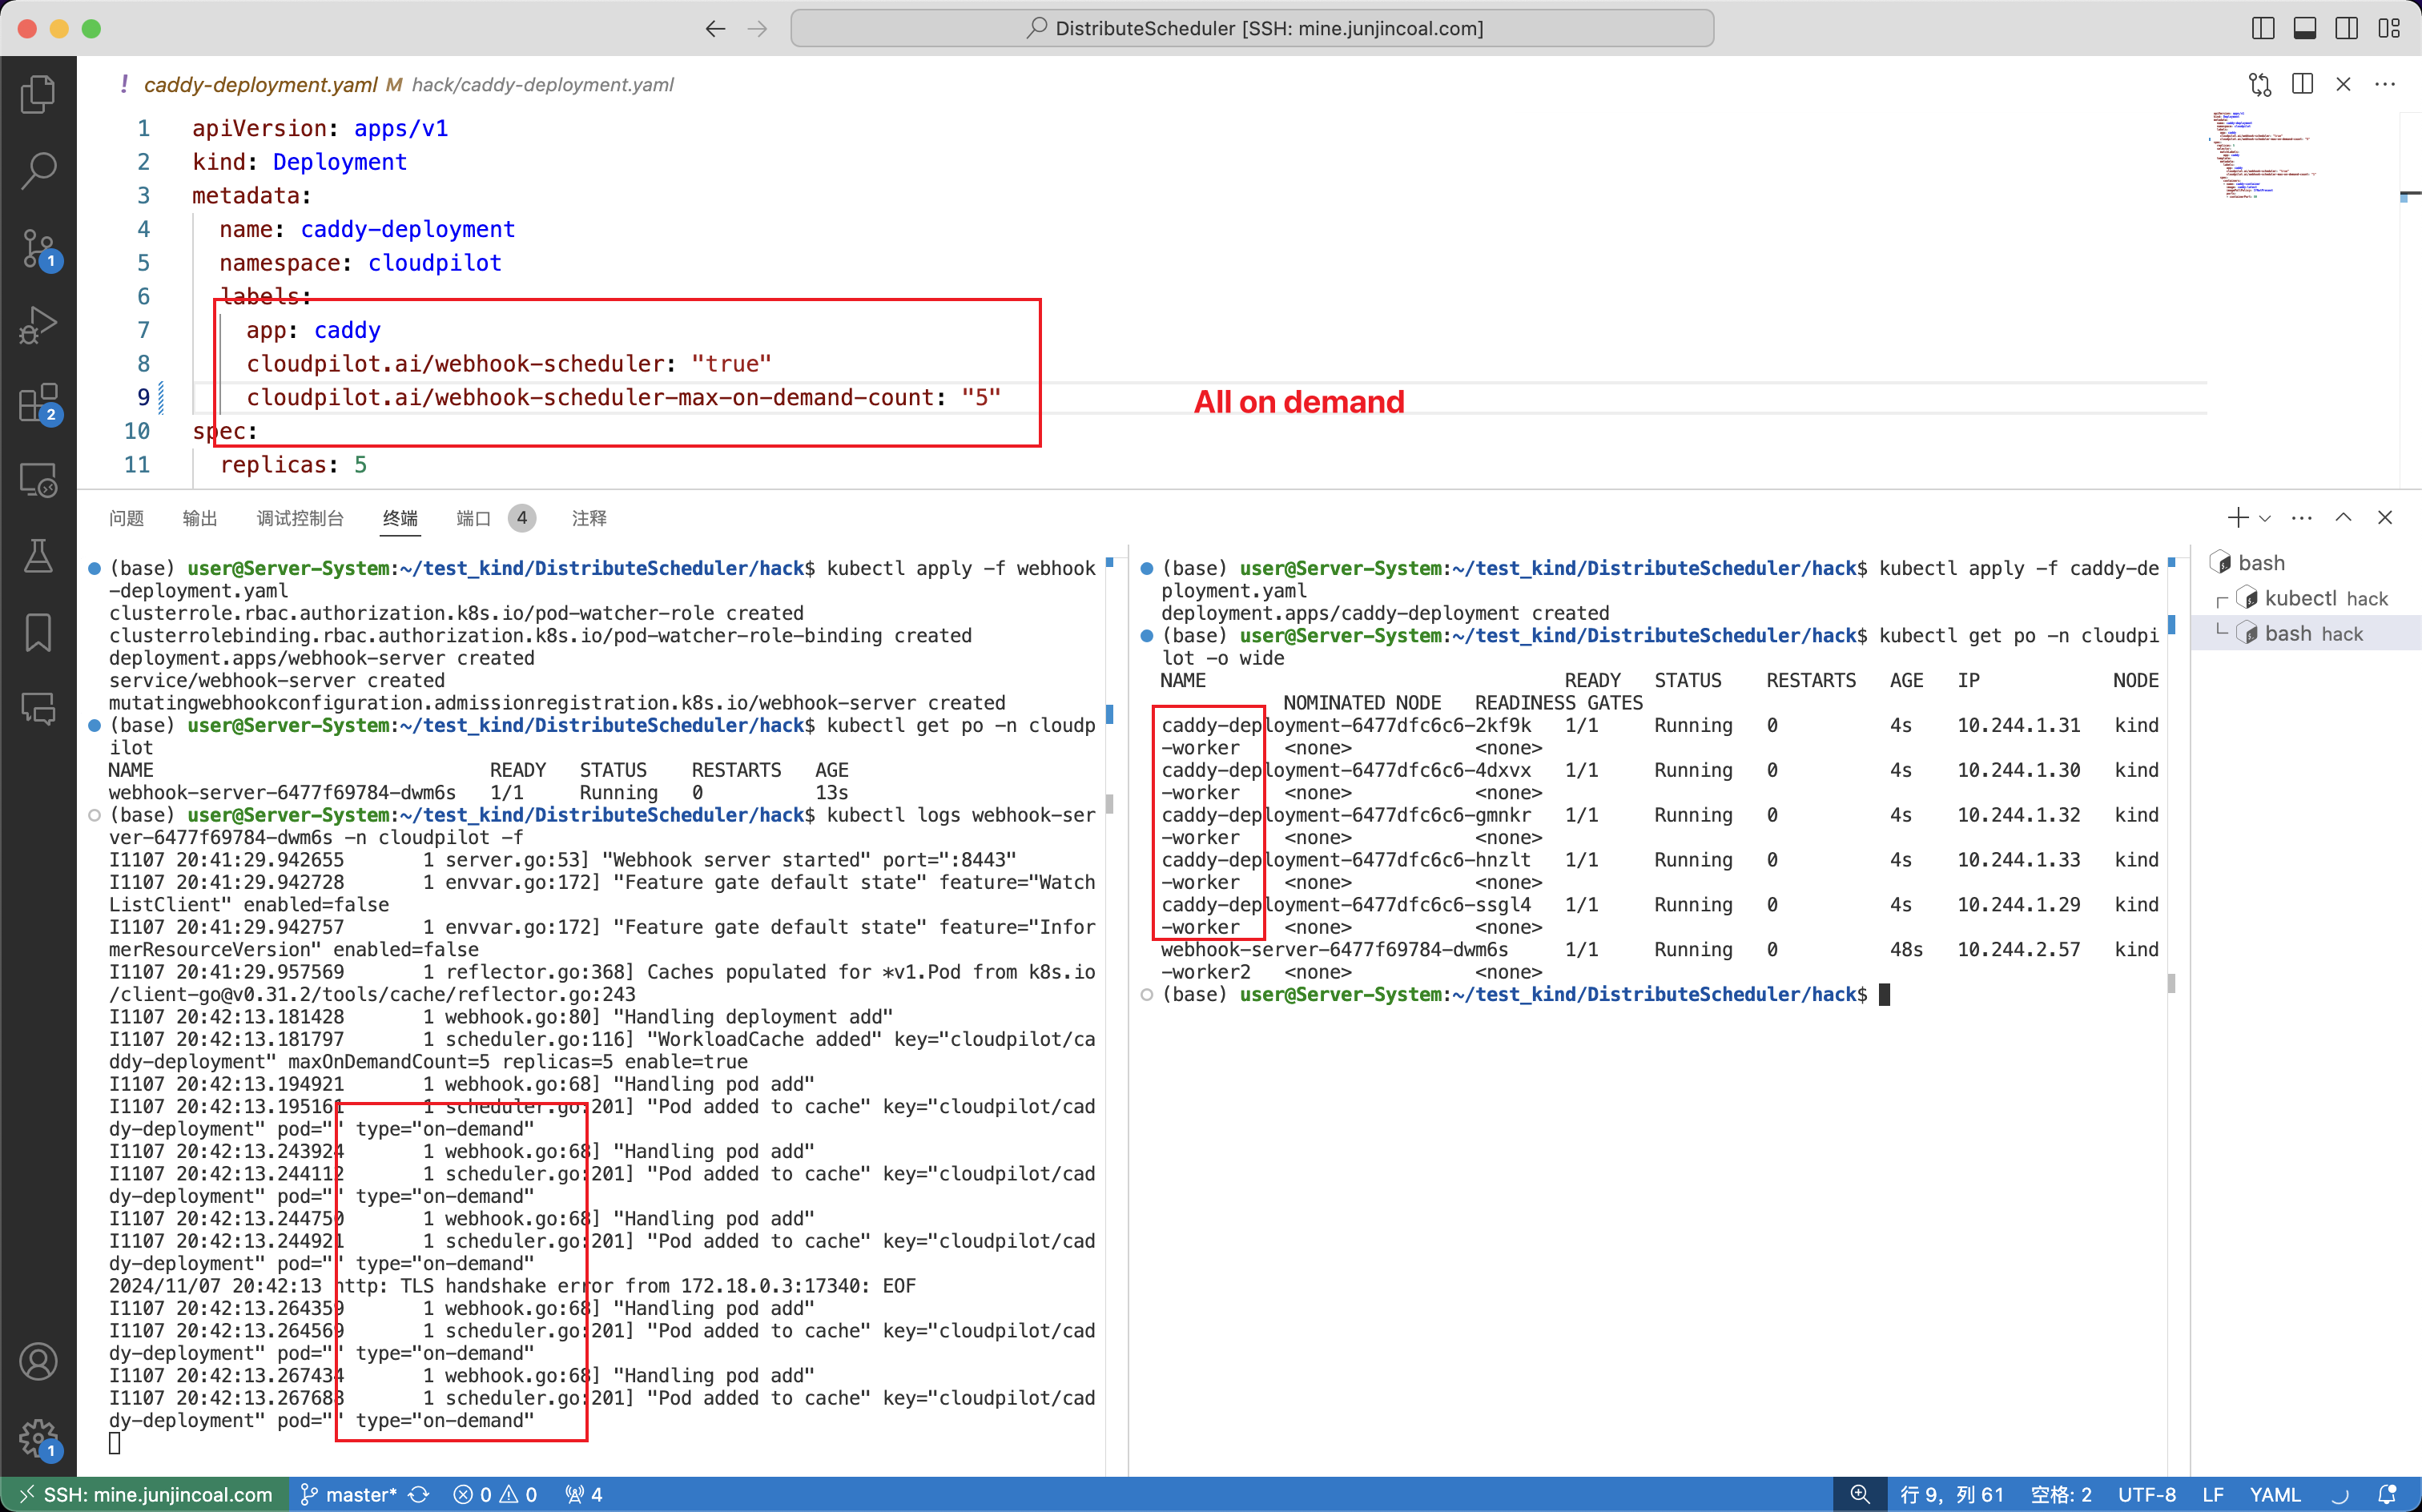 DistributeScheduler [SSH: mine.junjincoal.com]
! caddy-deployment.yaml M hack/caddy-deployment.yaml
1 apiVersion: apps/v1
2 kind: Deployment
3 metadata:
4 name: caddy-deployment
5 namespace: cloudpilot
6 labels:
7 app: caddy
8 cloudpilot.ai/webhook-scheduler: "true"
9 cloudpilot.ai/webhook-scheduler-max-on-demand-count: "5"
All on demand
10 spec:
11 replicas: 5
1
2
问题 输出 调试控制台 终端 端口 4 注释
(base) user@Server-System:~/test_kind/DistributeScheduler/hack$ kubectl apply -f webhook
-deployment.yaml
clusterrole.rbac.authorization.k8s.io/pod-watcher-role created
clusterrolebinding.rbac.authorization.k8s.io/pod-watcher-role-binding created
deployment.apps/webhook-server created
service/webhook-server created
mutatingwebhookconfiguration.admissionregistration.k8s.io/webhook-server created
(base) user@Server-System:~/test_kind/DistributeScheduler/hack$ kubectl get po -n cloudp
ilot
NAME READY STATUS RESTARTS AGE
webhook-server-6477f69784-dwm6s 1/1 Running 0 13s
(base) user@Server-System:~/test_kind/DistributeScheduler/hack$ kubectl logs webhook-ser
ver-6477f69784-dwm6s -n cloudpilot -f
I1107 20:41:29.942655 1 server.go:53] "Webhook server started" port=":8443"
I1107 20:41:29.942728 1 envvar.go:172] "Feature gate default state" feature="Watch
ListClient" enabled=false
I1107 20:41:29.942757 1 envvar.go:172] "Feature gate default state" feature="Infor
merResourceVersion" enabled=false
I1107 20:41:29.957569 1 reflector.go:368] Caches populated for *v1.Pod from k8s.io
/client-go@v0.31.2/tools/cache/reflector.go:243
I1107 20:42:13.181428 1 webhook.go:80] "Handling deployment add"
I1107 20:42:13.181797 1 scheduler.go:116] "WorkloadCache added" key="cloudpilot/ca
ddy-deployment" maxOnDemandCount=5 replicas=5 enable=true
I1107 20:42:13.194921 1 webhook.go:68] "Handling pod add"
I1107 20:42:13.195161 1 scheduler.go:201] "Pod added to cache" key="cloudpilot/cad
dy-deployment" pod="" type="on-demand"
I1107 20:42:13.243924 1 webhook.go:68] "Handling pod add"
I1107 20:42:13.244112 1 scheduler.go:201] "Pod added to cache" key="cloudpilot/cad
dy-deployment" pod="" type="on-demand"
I1107 20:42:13.244750 1 webhook.go:68] "Handling pod add"
I1107 20:42:13.244921 1 scheduler.go:201] "Pod added to cache" key="cloudpilot/cad
dy-deployment" pod="" type="on-demand"
2024/11/07 20:42:13 http: TLS handshake error from 172.18.0.3:17340: EOF
I1107 20:42:13.264359 1 webhook.go:68] "Handling pod add"
I1107 20:42:13.264569 1 scheduler.go:201] "Pod added to cache" key="cloudpilot/cad
dy-deployment" pod="" type="on-demand"
I1107 20:42:13.267434 1 webhook.go:68] "Handling pod add"
I1107 20:42:13.267688 1 scheduler.go:201] "Pod added to cache" key="cloudpilot/cad
dy-deployment" pod="" type="on-demand"
(base) user@Server-System:~/test_kind/DistributeScheduler/hack$ kubectl apply -f caddy-de
ployment.yaml
deployment.apps/caddy-deployment created
(base) user@Server-System:~/test_kind/DistributeScheduler/hack$ kubectl get po -n cloudpi
lot -o wide
NAME READY STATUS RESTARTS AGE IP NODE
NOMINATED NODE READINESS GATES
caddy-deployment-6477dfc6c6-2kf9k 1/1 Running 0 4s 10.244.1.31 kind
-worker <none> <none>
caddy-deployment-6477dfc6c6-4dxvx 1/1 Running 0 4s 10.244.1.30 kind
-worker <none> <none>
caddy-deployment-6477dfc6c6-gmnkr 1/1 Running 0 4s 10.244.1.32 kind
-worker <none> <none>
caddy-deployment-6477dfc6c6-hnzlt 1/1 Running 0 4s 10.244.1.33 kind
-worker <none> <none>
caddy-deployment-6477dfc6c6-ssgl4 1/1 Running 0 4s 10.244.1.29 kind
-worker <none> <none>
webhook-server-6477f69784-dwm6s 1/1 Running 0 48s 10.244.2.57 kind
-worker2 <none> <none>
(base) user@Server-System:~/test_kind/DistributeScheduler/hack$
bash
kubectl hack
bash hack
1
SSH: mine.junjincoal.com master* 0 0 4 行 9, 列 61 空格: 2 UTF-8 LF YAML